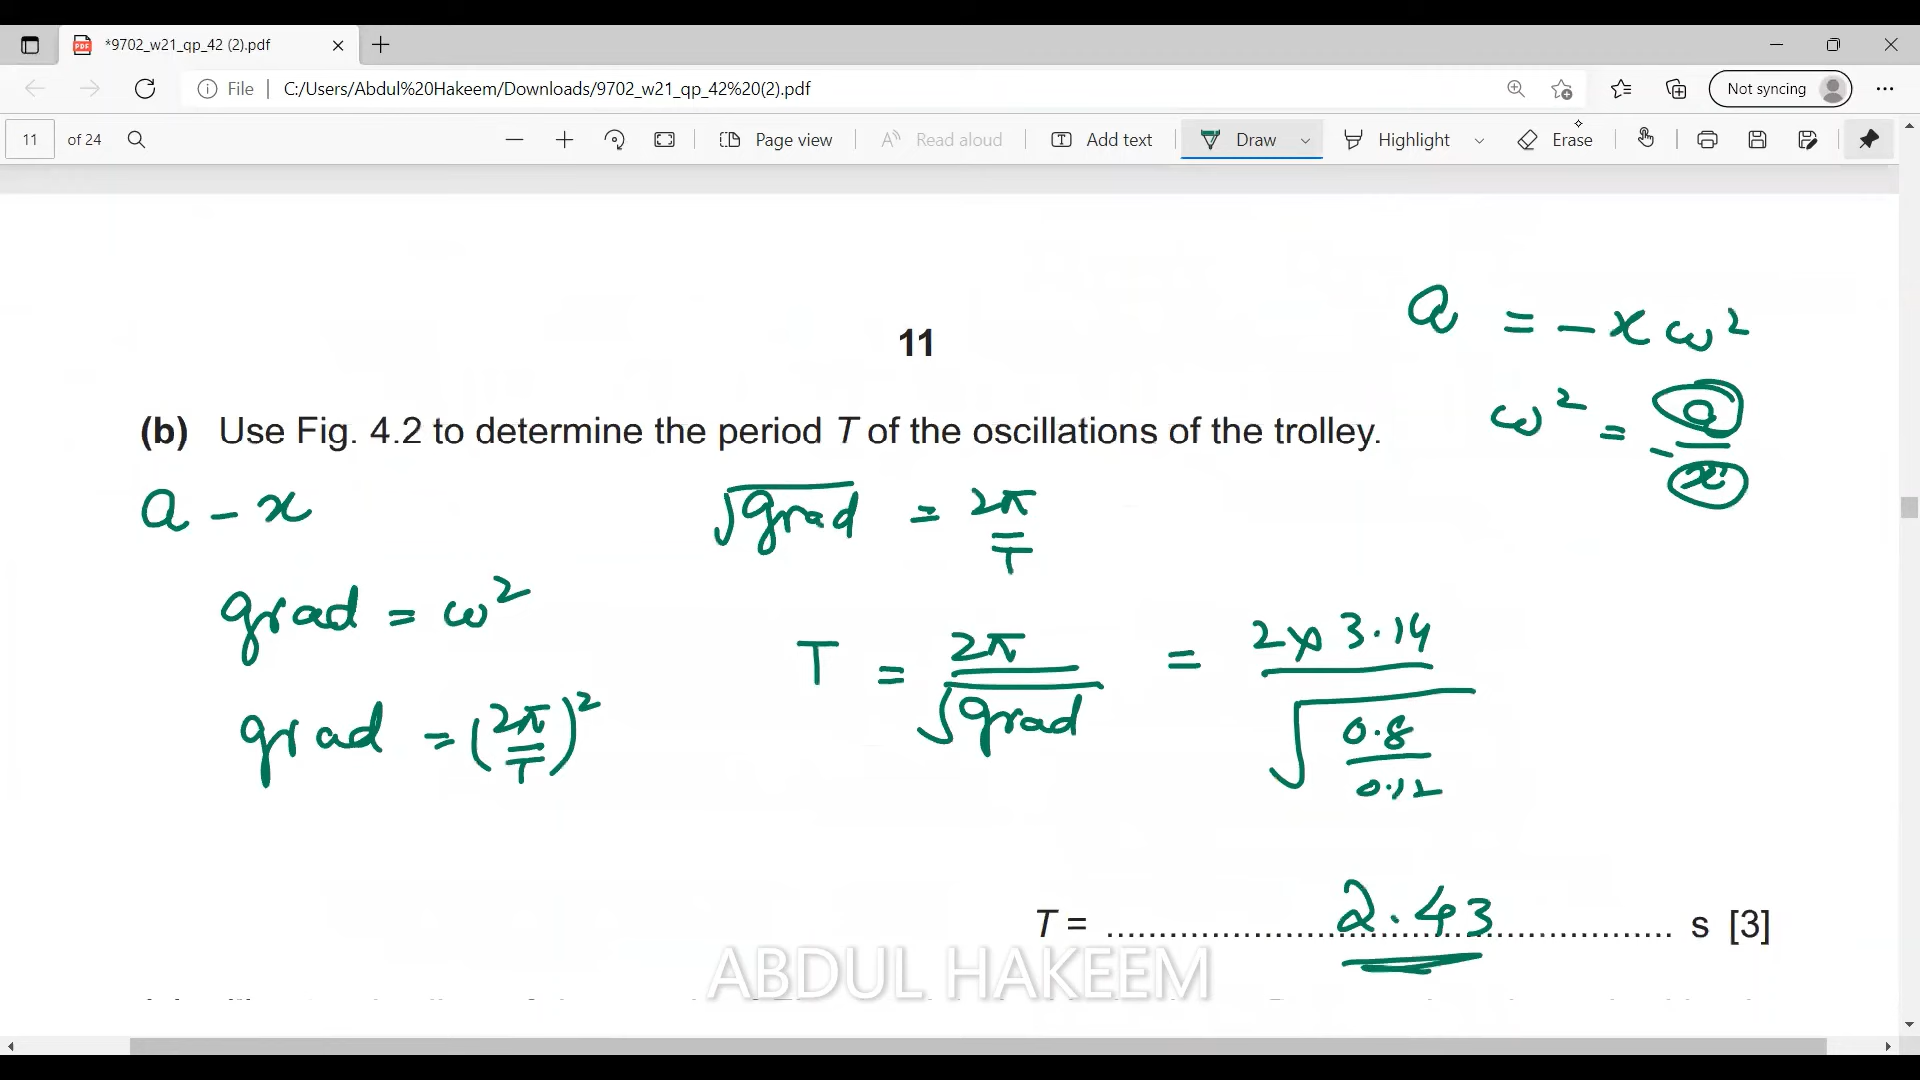 *9702_w21_qp_42 (2).pdf
File C:/Users/Abdul%20Hakeem/Downloads/9702_w21_qp_42%20(2).pdf Not syncing
11 of 24 Page view Read aloud Add text Draw Highlight Erase
11
a = - x ω²
ω² = - a / x
(b) Use Fig. 4.2 to determine the period T of the oscillations of the trolley.
a - x
√grad = 2π / T
grad = ω²
T = 2π / √grad = 2 x 3.14 / √(0.8 / 0.12)
grad = (2π / T)²
T = ........ 2.43 ........ s [3]
ABDUL HAKEEM